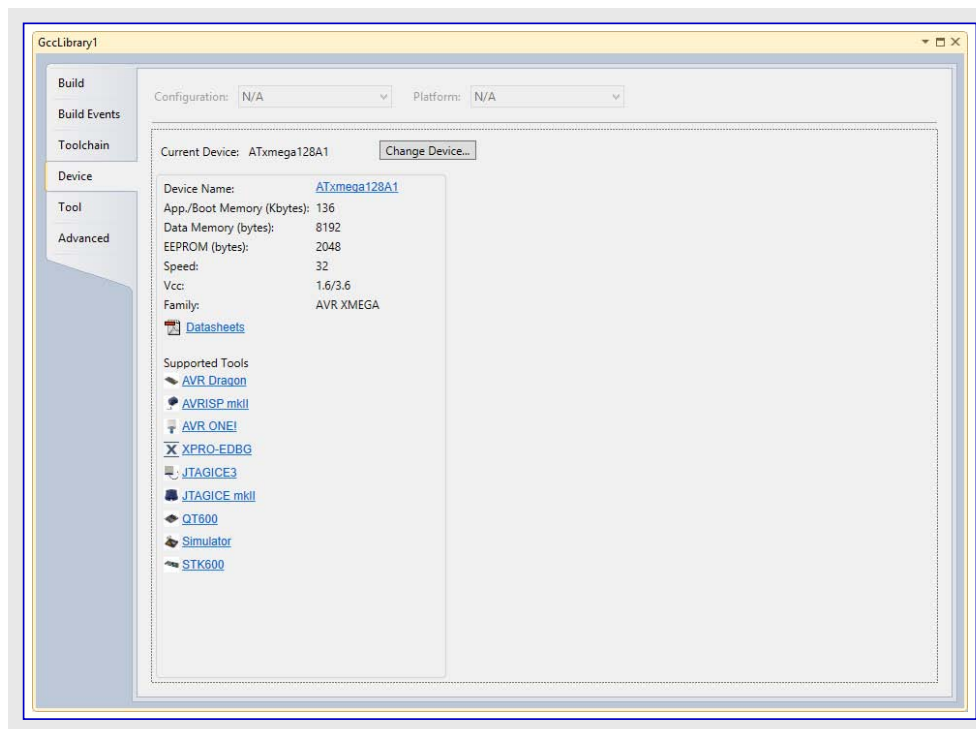 GccLibrary1
Build
Build Events
Toolchain
Device
Tool
Advanced
Configuration: N/A Platform: N/A
Current Device: ATxmega128A1 Change Device...
Device Name: ATxmega128A1
App./Boot Memory (Kbytes): 136
Data Memory (bytes): 8192
EEPROM (bytes): 2048
Speed: 32
Vcc: 1.6/3.6
Family: AVR XMEGA
Datasheets
Supported Tools
AVR Dragon
AVRISP mkII
AVR ONE!
XPRO-EDBG
JTAGICE3
JTAGICE mkII
QT600
Simulator
STK600